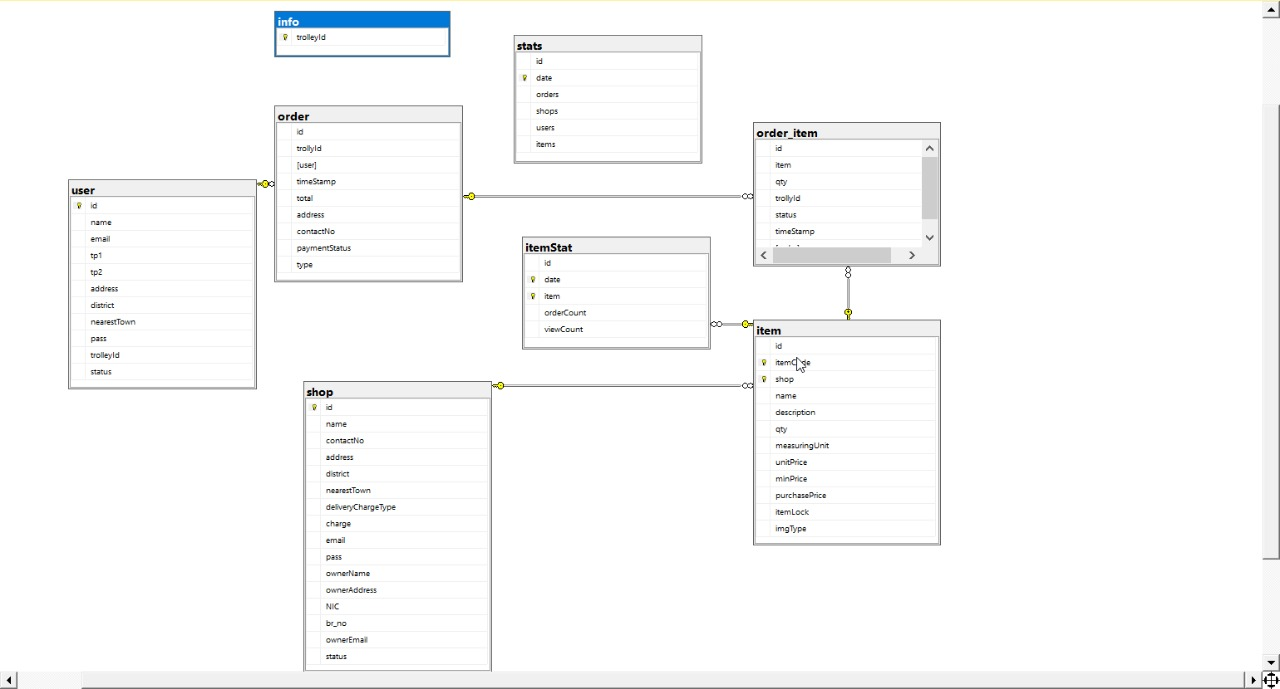 info
trolleyId
stats
id
date
orders
shops
users
items
order
id
trollyId
[user]
timeStamp
total
address
contactNo
paymentStatus
type
order_item
id
item
qty
trollyId
status
timeStamp
user
id
name
email
tp1
tp2
address
district
nearestTown
pass
trolleyId
status
itemStat
id
date
item
orderCount
viewCount
item
id
itemCode
shop
name
description
qty
measuringUnit
unitPrice
minPrice
purchasePrice
itemLock
imgType
shop
id
name
contactNo
address
district
nearestTown
deliveryChargeType
charge
email
pass
ownerName
ownerAddress
NIC
br_no
ownerEmail
status